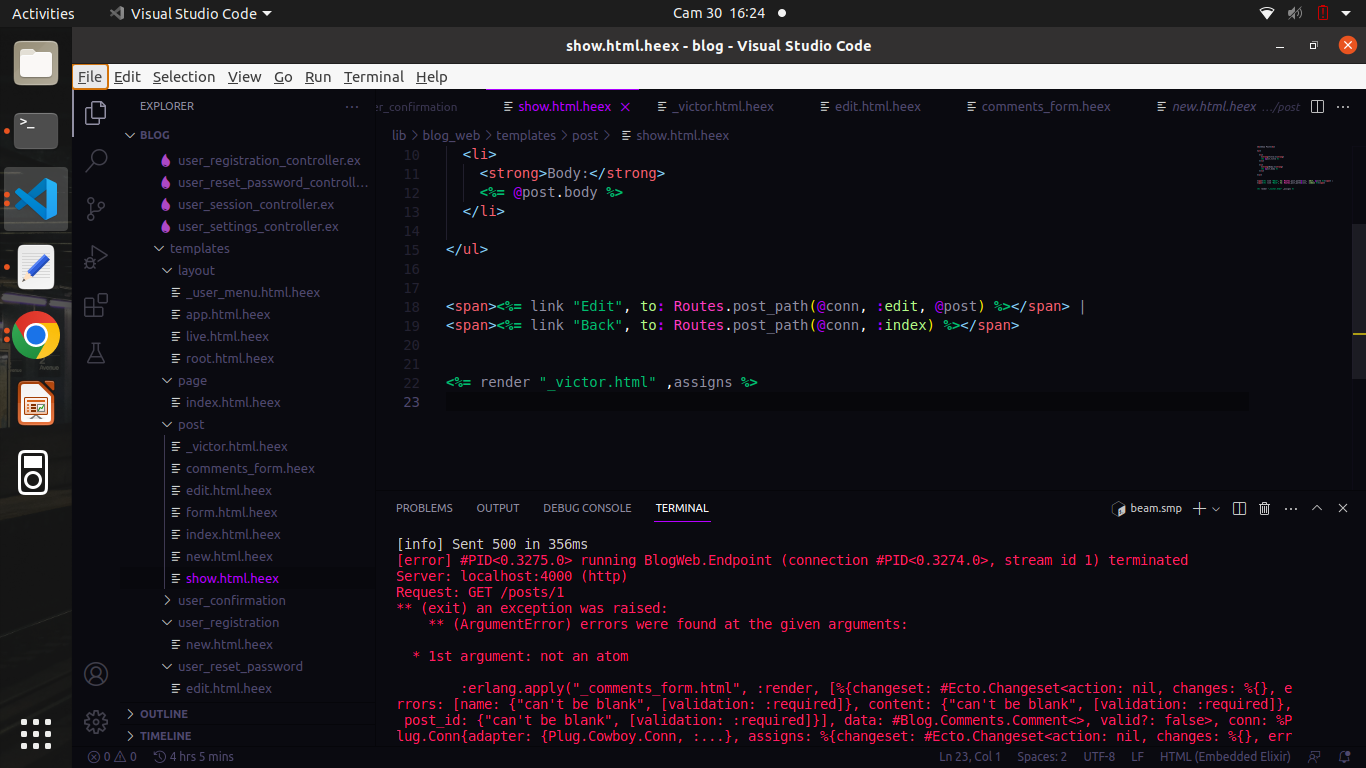 Activities
Visual Studio Code
Cam 30 16:24
show.html.heex - blog - Visual Studio Code
File Edit Selection View Go Run Terminal Help
EXPLORER
BLOG
user_registration_controller.ex
user_reset_password_controll...
user_session_controller.ex
user_settings_controller.ex
templates
layout
_user_menu.html.heex
app.html.heex
live.html.heex
root.html.heex
page
index.html.heex
post
_victor.html.heex
comments_form.heex
edit.html.heex
form.html.heex
index.html.heex
new.html.heex
show.html.heex
user_confirmation
user_registration
new.html.heex
user_reset_password
edit.html.heex
OUTLINE
TIMELINE
er_confirmation show.html.heex _victor.html.heex edit.html.heex comments_form.heex new.html.heex .../post
lib > blog_web > templates > post > show.html.heex
10 <li>
11 <strong>Body:</strong>
12 <%= @post.body %>
13 </li>
14
15 </ul>
16
17
18 <span><%= link "Edit", to: Routes.post_path(@conn, :edit, @post) %></span> |
19 <span><%= link "Back", to: Routes.post_path(@conn, :index) %></span>
20
21
22 <%= render "_victor.html" ,assigns %>
23
PROBLEMS OUTPUT DEBUG CONSOLE TERMINAL
beam.smp
[info] Sent 500 in 356ms
[error] #PID<0.3275.0> running BlogWeb.Endpoint (connection #PID<0.3274.0>, stream id 1) terminated
Server: localhost:4000 (http)
Request: GET /posts/1
** (exit) an exception was raised:
** (ArgumentError) errors were found at the given arguments:
* 1st argument: not an atom
:erlang.apply("_comments_form.html", :render, [%{changeset: #Ecto.Changeset<action: nil, changes: %{}, e
rrors: [name: {"can't be blank", [validation: :required]}, content: {"can't be blank", [validation: :required]},
post_id: {"can't be blank", [validation: :required]}], data: #Blog.Comments.Comment<>, valid?: false>, conn: %P
lug.Conn{adapter: {Plug.Cowboy.Conn, :...}, assigns: %{changeset: #Ecto.Changeset<action: nil, changes: %{}, err
0 0 4 hrs 5 mins
Ln 23, Col 1 Spaces: 2 UTF-8 LF HTML (Embedded Elixir)